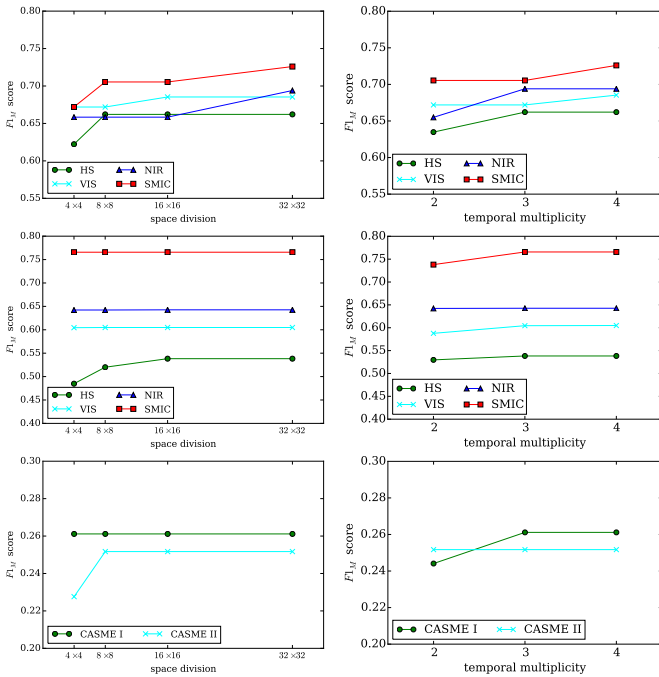 0.80
0.75
0.70
0.65
0.60
0.55
F1M score
HS NIR
VIS SMIC
4 ×4 8 ×8 16 ×16 32 ×32
space division
0.80
0.75
0.70
0.65
0.60
0.55
F1M score
HS NIR
VIS SMIC
2 3 4
temporal multiplicity
0.80
0.75
0.70
0.65
0.60
0.55
0.50
0.45
0.40
F1M score
HS NIR
VIS SMIC
4 ×4 8 ×8 16 ×16 32 ×32
space division
0.80
0.75
0.70
0.65
0.60
0.55
0.50
0.45
0.40
F1M score
HS NIR
VIS SMIC
2 3 4
temporal multiplicity
0.30
0.28
0.26
0.24
0.22
0.20
F1M score
CASME I CASME II
4 ×4 8 ×8 16 ×16 32 ×32
space division
0.30
0.28
0.26
0.24
0.22
0.20
F1M score
CASME I CASME II
2 3 4
temporal multiplicity